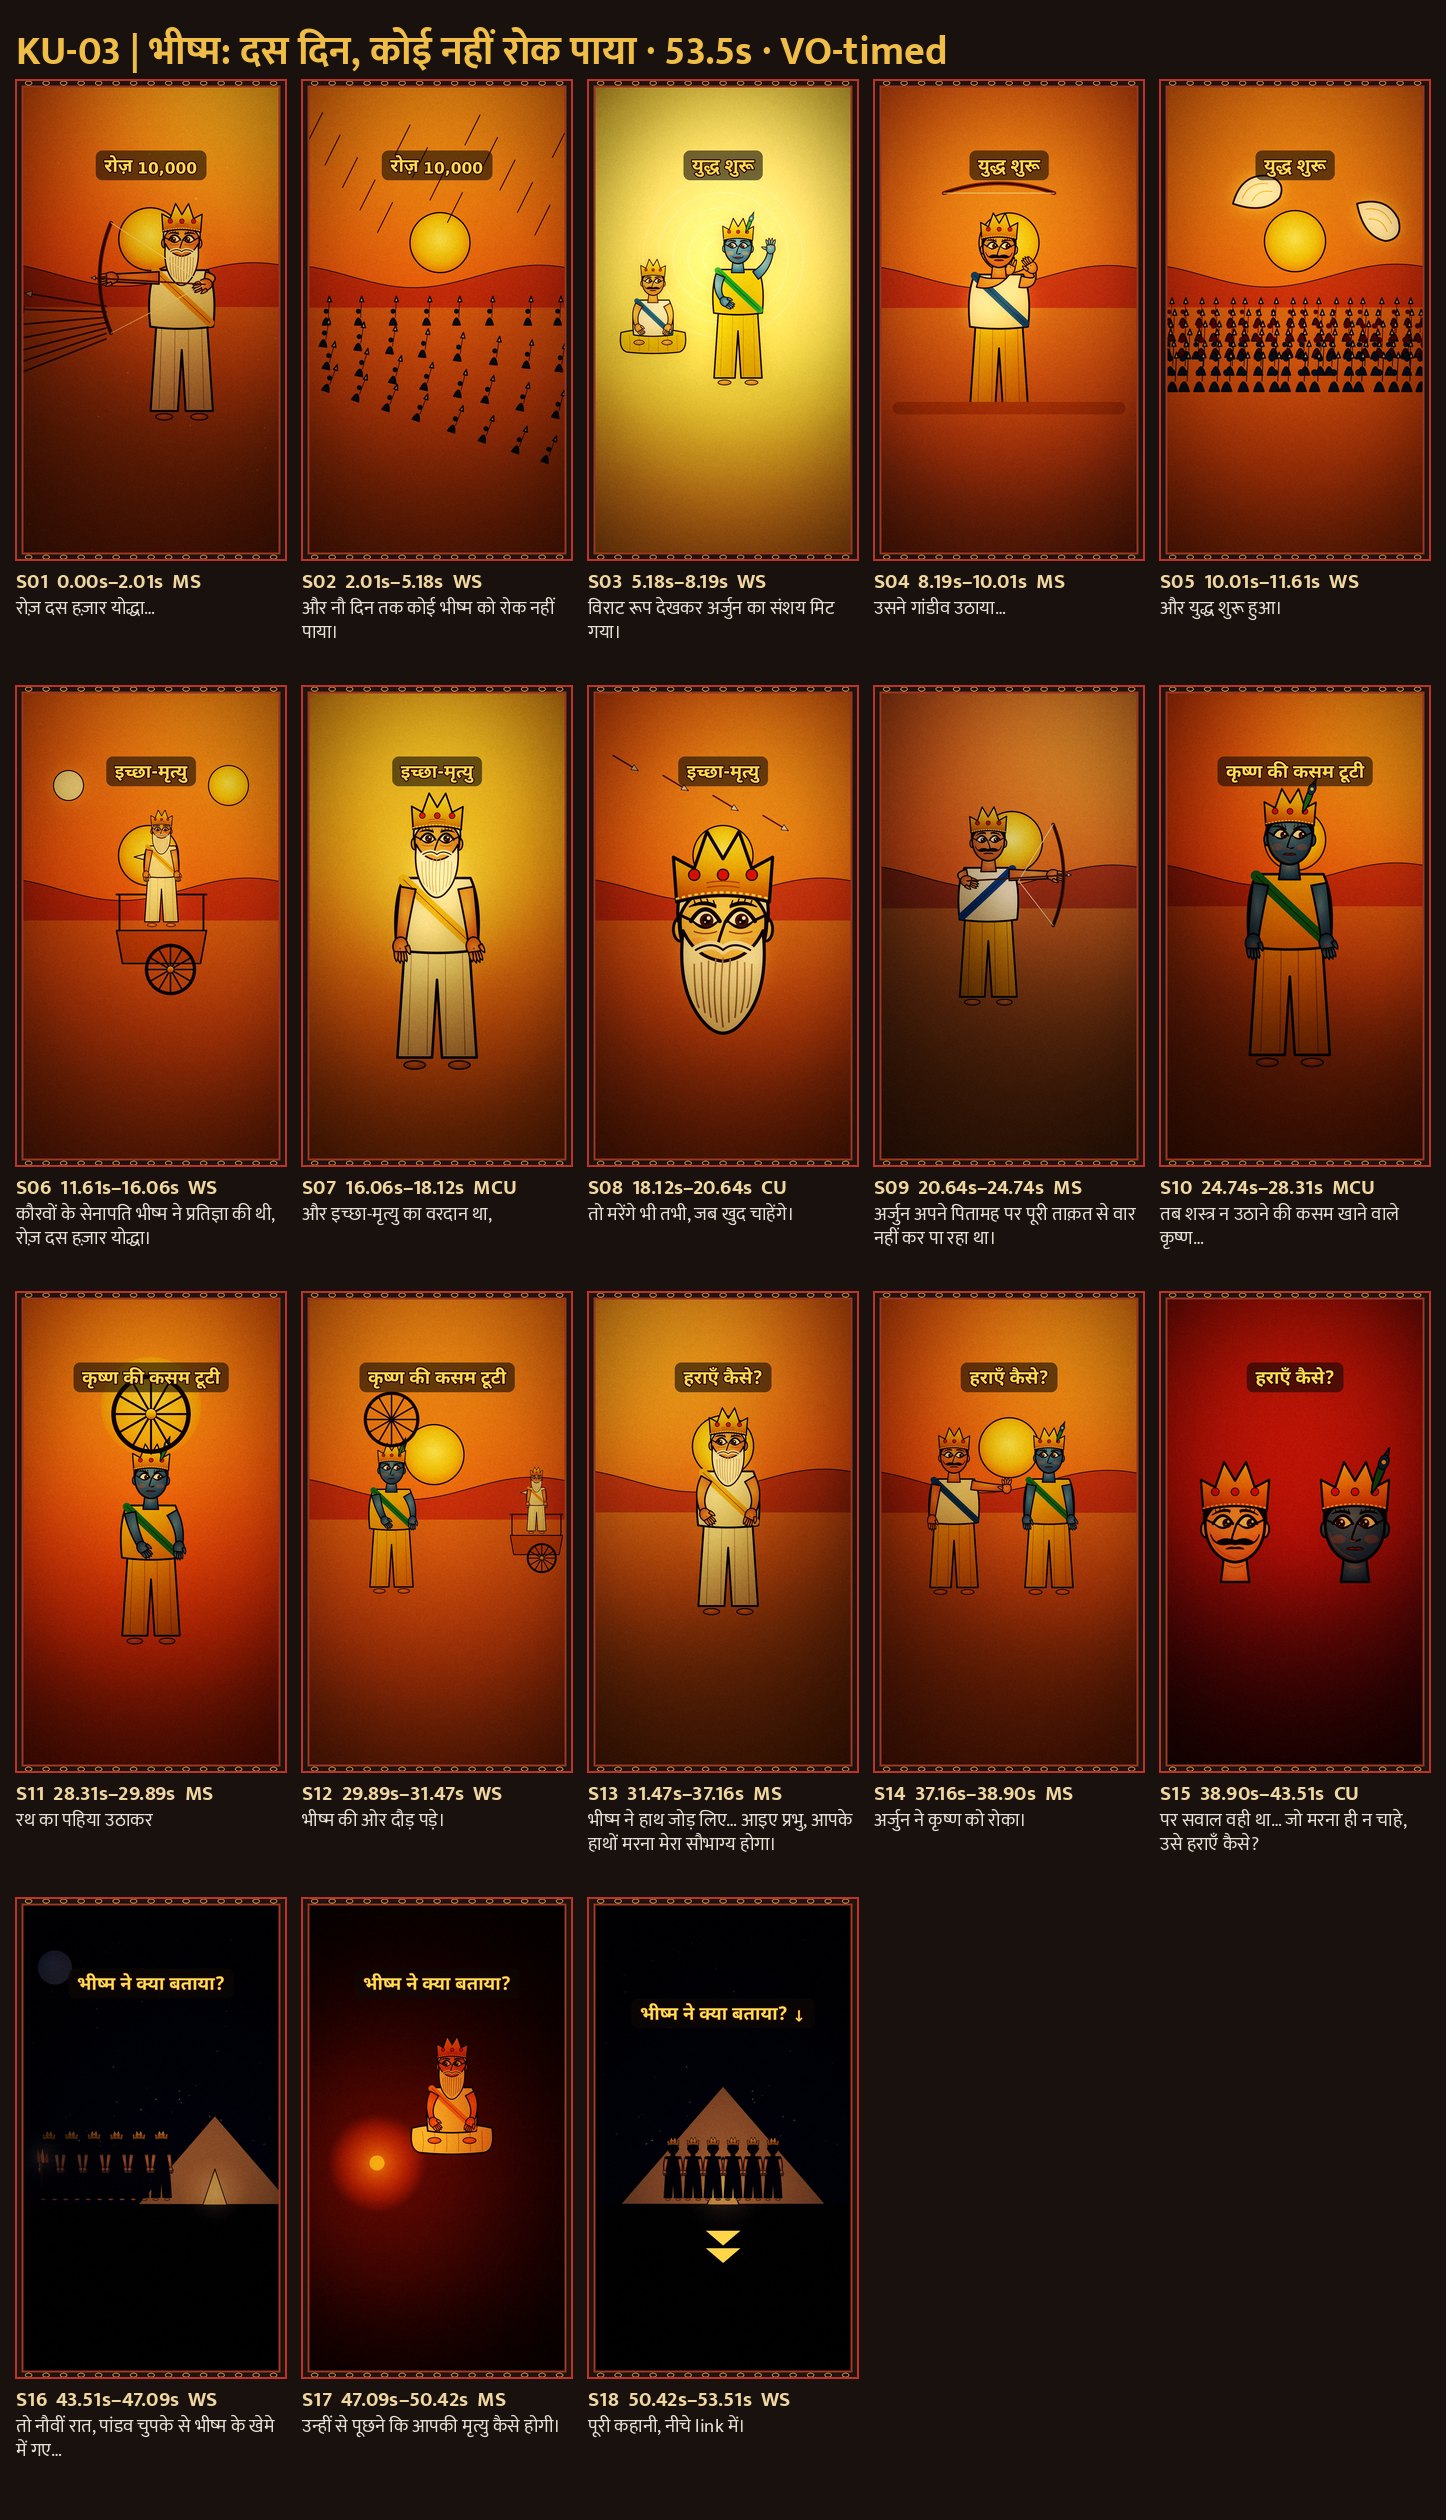 KU-03 | भीष्म: दस दिन, कोई नहीं रोक पाया · 53.5s · VO-timed
रोज़ 10,000
रोज़ 10,000
युद्ध शुरू
युद्ध शुरू
युद्ध शुरू
S01 0.00s–2.01s MS
रोज़ दस हज़ार योद्धा...
S02 2.01s–5.18s WS
और नौ दिन तक कोई भीष्म को रोक नहीं
पाया।
S03 5.18s–8.19s WS
विराट रूप देखकर अर्जुन का संशय मिट
गया।
S04 8.19s–10.01s MS
उसने गांडीव उठाया...
S05 10.01s–11.61s WS
और युद्ध शुरू हुआ।
इच्छा-मृत्यु
इच्छा-मृत्यु
इच्छा-मृत्यु
कृष्ण की कसम टूटी
S06 11.61s–16.06s WS
कौरवों के सेनापति भीष्म ने प्रतिज्ञा की थी,
रोज़ दस हज़ार योद्धा।
S07 16.06s–18.12s MCU
और इच्छा-मृत्यु का वरदान था,
S08 18.12s–20.64s CU
तो मरेंगे भी तभी, जब खुद चाहेंगे।
S09 20.64s–24.74s MS
अर्जुन अपने पितामह पर पूरी ताक़त से वार
नहीं कर पा रहा था।
S10 24.74s–28.31s MCU
तब शस्त्र न उठाने की कसम खाने वाले
कृष्ण...
कृष्ण की कसम टूटी
कृष्ण की कसम टूटी
हराएँ कैसे?
हराएँ कैसे?
हराएँ कैसे?
S11 28.31s–29.89s MS
रथ का पहिया उठाकर
S12 29.89s–31.47s WS
भीष्म की ओर दौड़ पड़े।
S13 31.47s–37.16s MS
भीष्म ने हाथ जोड़ लिए... आइए प्रभु, आपके
हाथों मरना मेरा सौभाग्य होगा।
S14 37.16s–38.90s MS
अर्जुन ने कृष्ण को रोका।
S15 38.90s–43.51s CU
पर सवाल वही था... जो मरना ही न चाहे,
उसे हराएँ कैसे?
भीष्म ने क्या बताया?
भीष्म ने क्या बताया?
भीष्म ने क्या बताया? ↓
S16 43.51s–47.09s WS
तो नौवीं रात, पांडव चुपके से भीष्म के खेमे
में गए...
S17 47.09s–50.42s MS
उन्हीं से पूछने कि आपकी मृत्यु कैसे होगी।
S18 50.42s–53.51s WS
पूरी कहानी, नीचे link में।